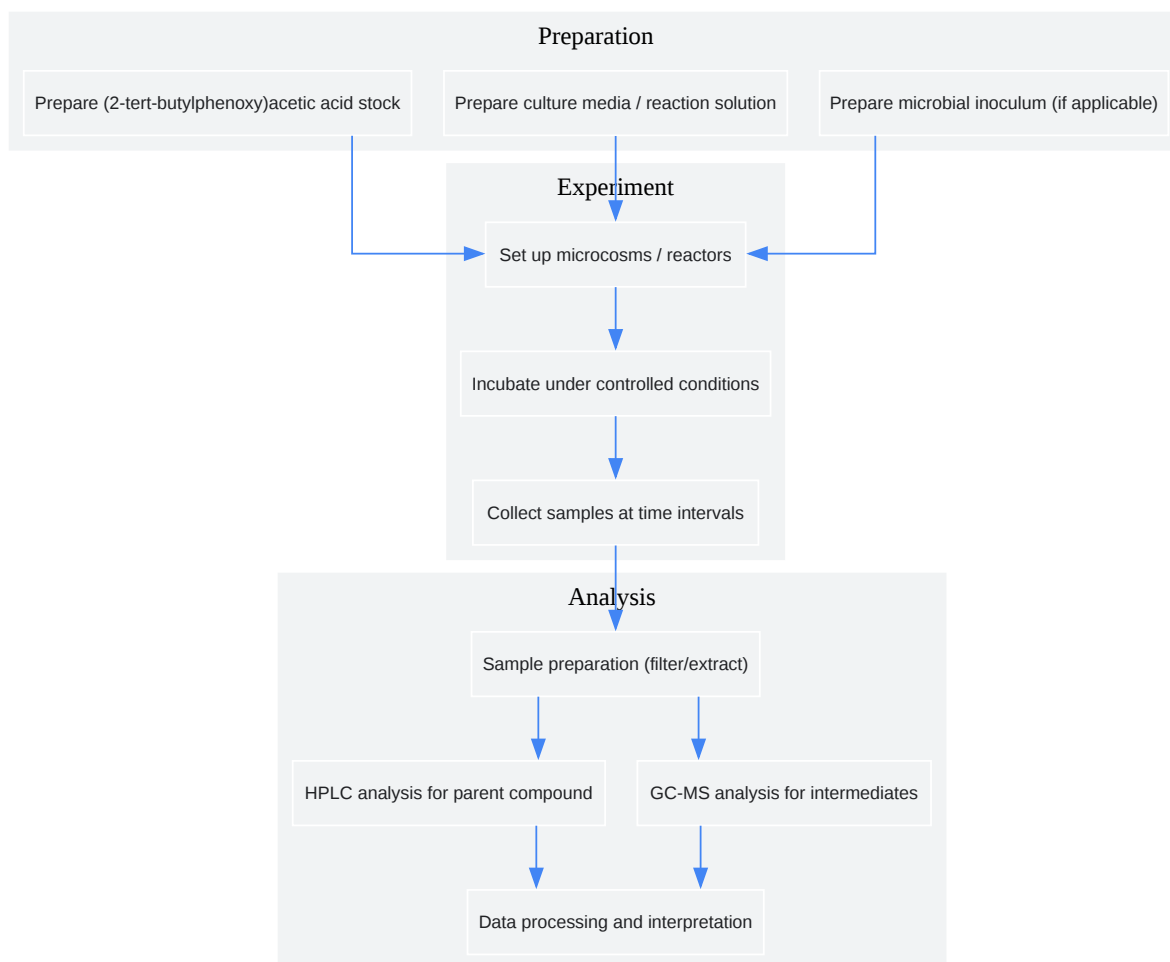 Preparation
Prepare (2-tert-butylphenoxy)acetic acid stock
Prepare culture media / reaction solution
Prepare microbial inoculum (if applicable)
Experiment
Set up microcosms / reactors
Incubate under controlled conditions
Collect samples at time intervals
Analysis
Sample preparation (filter/extract)
HPLC analysis for parent compound
GC-MS analysis for intermediates
Data processing and interpretation